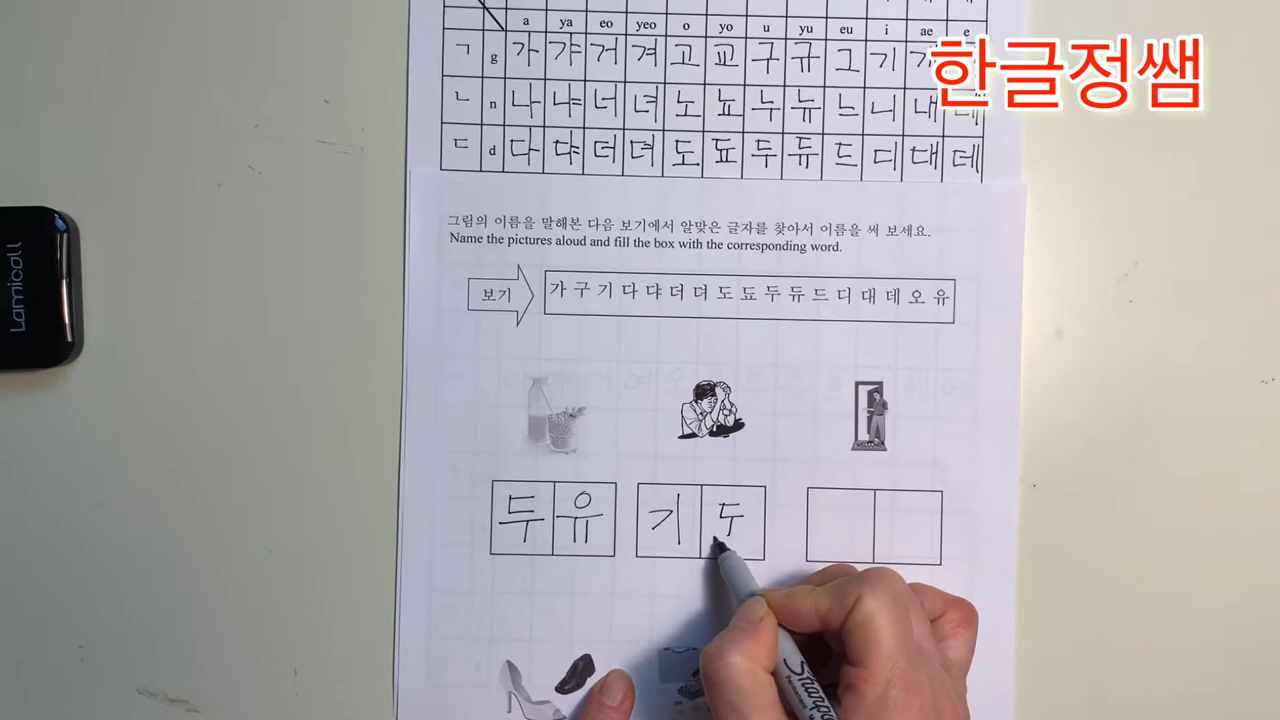 한글정쌤
a ya eo yeo o yo u yu eu i ae e
ㄱ g 가 갸 거 겨 고 교 구 규 그 기 개
ㄴ n 나 냐 너 녀 노 뇨 누 뉴 느 니 내 네
ㄷ d 다 댜 더 뎌 도 됴 두 듀 드 디 대 데
그림의 이름을 말해본 다음 보기에서 알맞은 글자를 찾아서 이름을 써 보세요.
Name the pictures aloud and fill the box with the corresponding word.
보기 가 구 기 다 댜 더 뎌 도 됴 두 듀 드 디 대 데 오 유
WELCOME
두 유 기
Lamicall
Sharpie